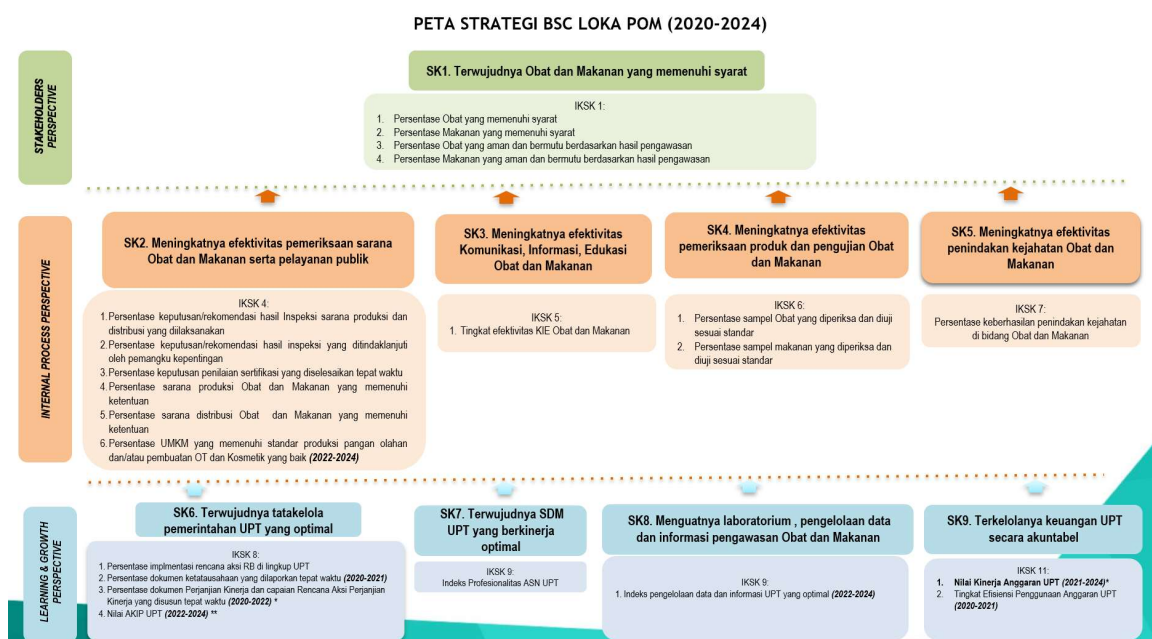 PETA STRATEGI BSC LOKA POM (2020-2024)
STAKEHOLDERS
PERSPECTIVE
SK1. Terwujudnya Obat dan Makanan yang memenuhi syarat
IKSK 1:
1. Persentase Obat yang memenuhi syarat
2. Persentase Makanan yang memenuhi syarat
3. Persentase Obat yang aman dan bermutu berdasarkan hasil pengawasan
4. Persentase Makanan yang aman dan bermutu berdasarkan hasil pengawasan
INTERNAL PROCESS PERSPECTIVE
SK2. Meningkatnya efektivitas pemeriksaan sarana
Obat dan Makanan serta pelayanan publik
IKSK 4:
1. Persentase keputusan/rekomendasi hasil Inspeksi sarana produksi dan
distribusi yang diilaksanakan
2. Persentase keputusan/rekomendasi hasil inspeksi yang ditindaklanjuti
oleh pemangku kepentingan
3. Persentase keputusan penilaian sertifikasi yang diselesaikan tepat waktu
4. Persentase sarana produksi Obat dan Makanan yang memenuhi
ketentuan
5. Persentase sarana distribusi Obat dan Makanan yang memenuhi
ketentuan
6. Persentase UMKM yang memenuhi standar produksi pangan olahan
dan/atau pembuatan OT dan Kosmetik yang baik (2022-2024)
SK3. Meningkatnya efektivitas
Komunikasi, Informasi, Edukasi
Obat dan Makanan
IKSK 5:
1. Tingkat efektivitas KIE Obat dan Makanan
SK4. Meningkatnya efektivitas
pemeriksaan produk dan pengujian Obat
dan Makanan
IKSK 6:
1. Persentase sampel Obat yang diperiksa dan diuji
sesuai standar
2. Persentase sampel makanan yang diperiksa dan
diuji sesuai standar
SK5. Meningkatnya efektivitas
penindakan kejahatan Obat dan
Makanan
IKSK 7:
Persentase keberhasilan penindakan kejahatan
di bidang Obat dan Makanan
LEARNING & GROWTH
PERSPECTIVE
SK6. Terwujudnya tatakelola
pemerintahan UPT yang optimal
IKSK 8:
1. Persentase implmentasi rencana aksi RB di lingkup UPT
2. Persentase dokumen ketatausahaan yang dilaporkan tepat waktu (2020-2021)
3. Persentase dokumen Perjanjian Kinerja dan capaian Rencana Aksi Perjanjian
Kinerja yang disusun tepat waktu (2020-2022) *
4. Nilai AKIP UPT (2022-2024) **
SK7. Terwujudnya SDM
UPT yang berkinerja
optimal
IKSK 9:
Indeks Profesionalitas ASN UPT
SK8. Menguatnya laboratorium , pengelolaan data
dan informasi pengawasan Obat dan Makanan
IKSK 9:
1. Indeks pengelolaan data dan informasi UPT yang optimal (2022-2024)
SK9. Terkelolanya keuangan UPT
secara akuntabel
IKSK 11:
1. Nilai Kinerja Anggaran UPT (2021-2024)*
2. Tingkat Efisiensi Penggunaan Anggaran UPT
(2020-2021)